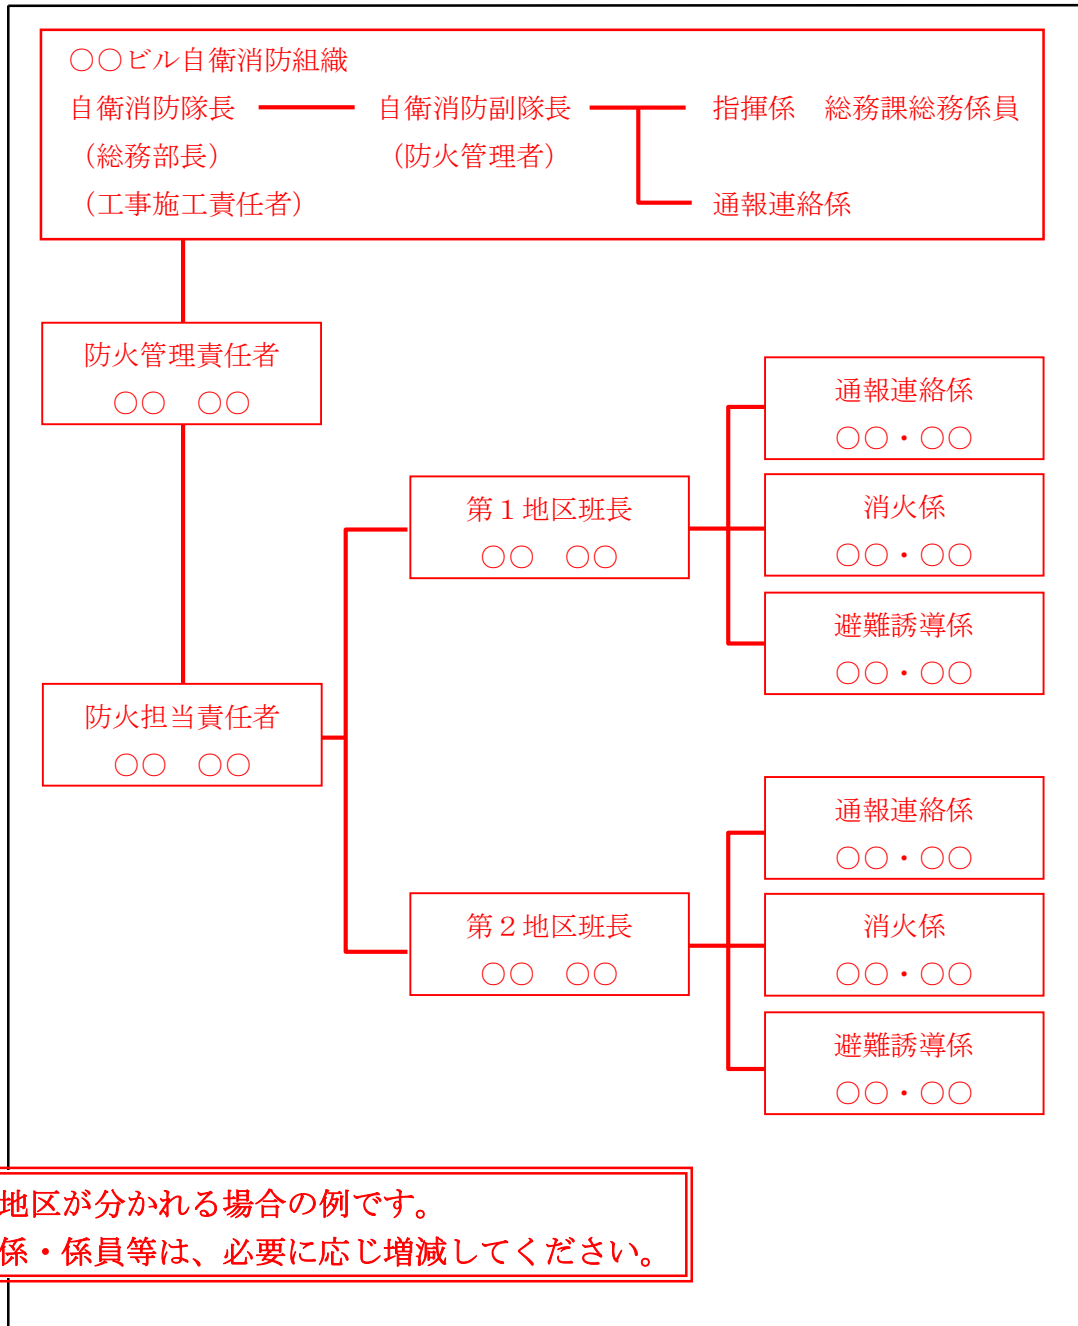 ○○ビル自衛消防組織
自衛消防隊長 自衛消防副隊長 指揮係 総務課総務係員
（総務部長） （防火管理者）
（工事施工責任者） 通報連絡係
防火管理責任者
○○ ○○
通報連絡係
○○・○○
第１地区班長
○○ ○○
消火係
○○・○○
避難誘導係
○○・○○
防火担当責任者
○○ ○○
通報連絡係
○○・○○
第２地区班長
○○ ○○
消火係
○○・○○
避難誘導係
○○・○○
地区が分かれる場合の例です。
係・係員等は、必要に応じ増減してください。